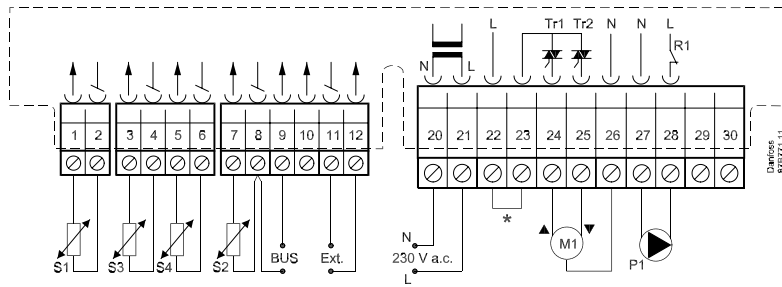 L Tr1 Tr2 N N L
R1
N L
1 2 3 4 5 6 7 8 9 10 11 12 20 21 22 23 24 25 26 27 28 29 30
Danfoss
*
N
M1
S1 S3 S4 S2 BUS Ext. 230 V a.c. P1
L